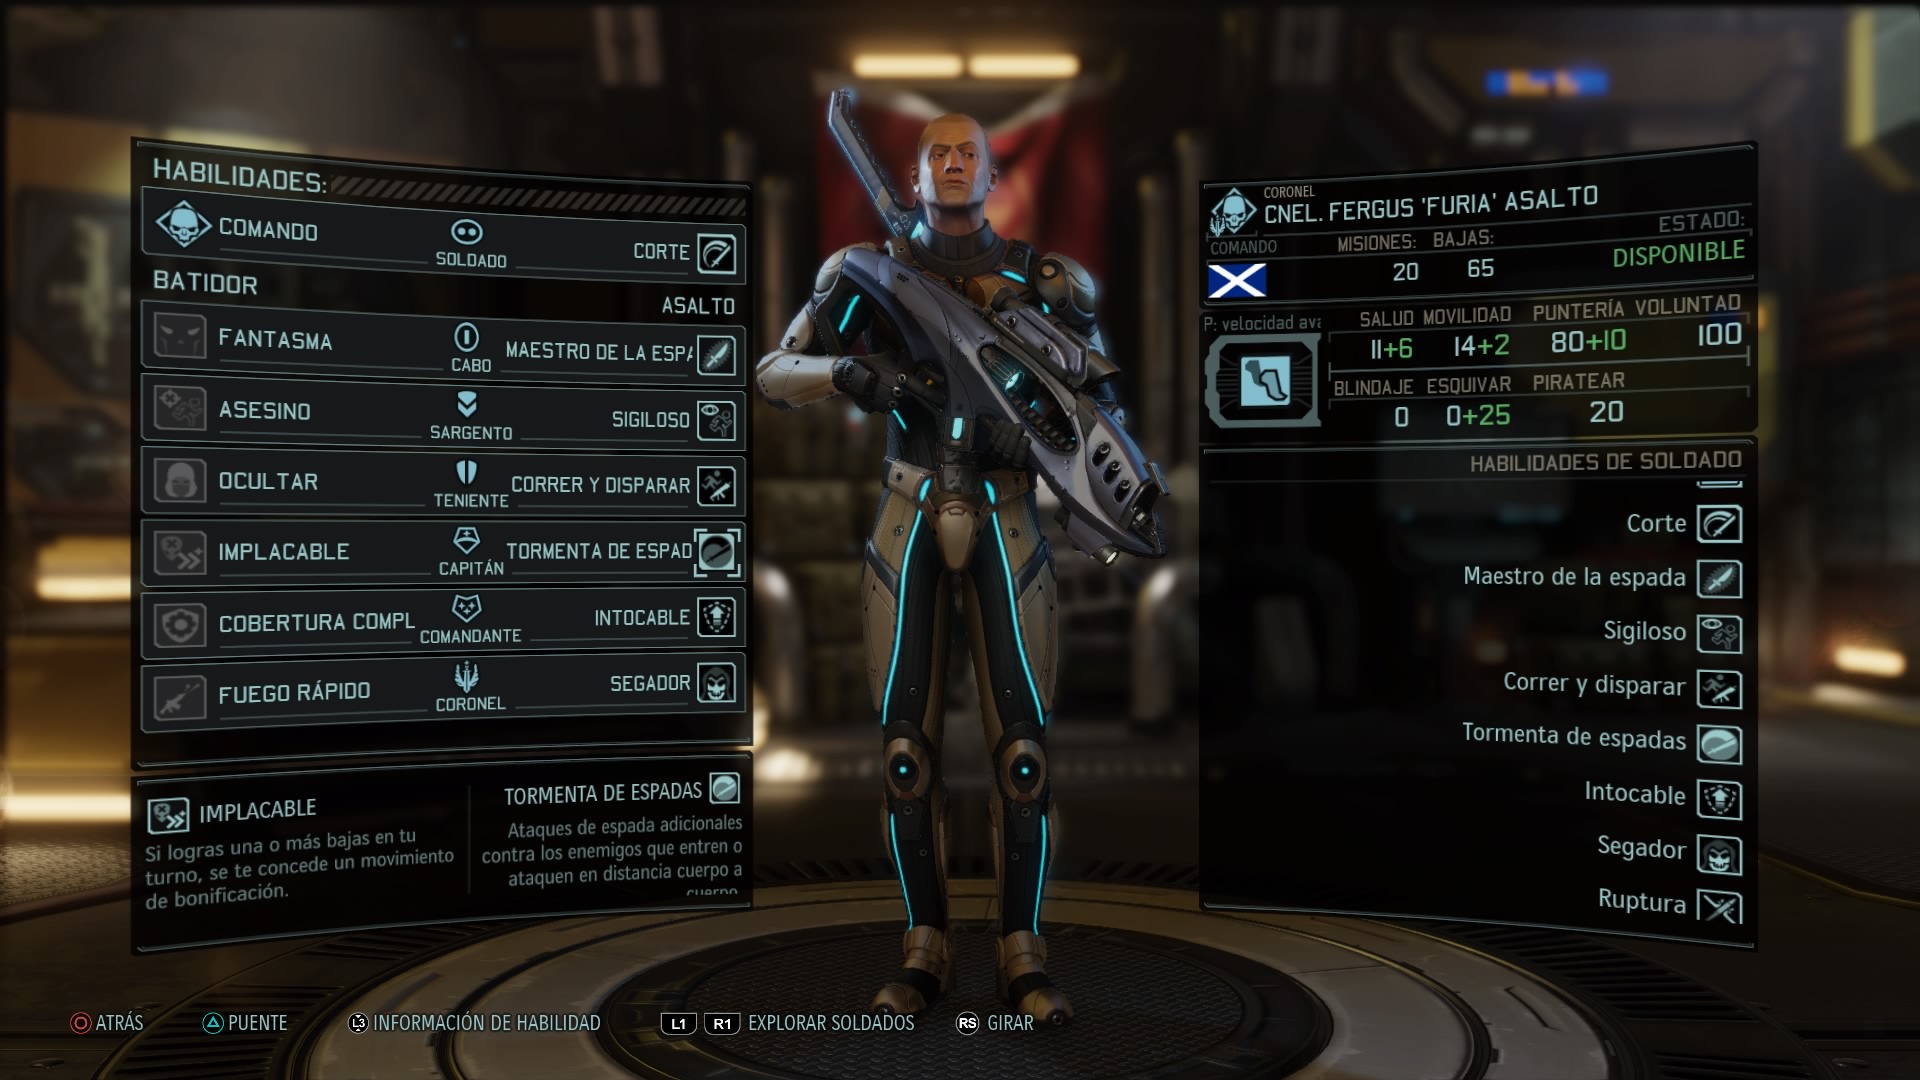 HABILIDADES:
COMANDO
SOLDADO
CORTE
BATIDOR
ASALTO
FANTASMA
CABO
MAESTRO DE LA ESPA
ASESINO
SARGENTO
SIGILOSO
OCULTAR
TENIENTE
CORRER Y DISPARAR
IMPLACABLE
CAPITÁN
TORMENTA DE ESPAD
COBERTURA COMPL
COMANDANTE
INTOCABLE
FUEGO RÁPIDO
CORONEL
SEGADOR
IMPLACABLE
Si logras una o más bajas en tu
turno, se te concede un movimiento
de bonificación.
TORMENTA DE ESPADAS
Ataques de espada adicionales
contra los enemigos que entren o
ataquen en distancia cuerpo a
cuerpo
CORONEL
CNEL. FERGUS 'FURIA' ASALTO
COMANDO
MISIONES: BAJAS: ESTADO:
20 65 DISPONIBLE
P: velocidad ava
SALUD MOVILIDAD PUNTERÍA VOLUNTAD
11+6 14+2 80+10 100
BLINDAJE ESQUIVAR PIRATEAR
0 0+25 20
HABILIDADES DE SOLDADO
Corte
Maestro de la espada
Sigiloso
Correr y disparar
Tormenta de espadas
Intocable
Segador
Ruptura
ATRÁS PUENTE L3 INFORMACIÓN DE HABILIDAD L1 R1 EXPLORAR SOLDADOS RS GIRAR